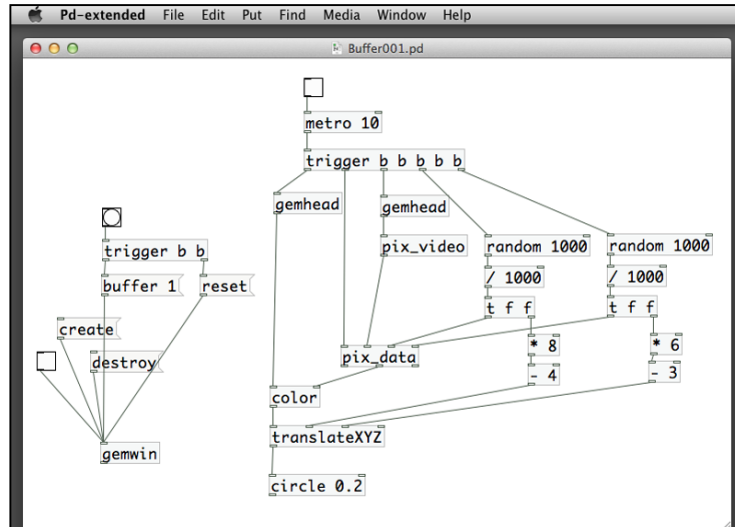 Pd-extended File Edit Put Find Media Window Help
Buffer001.pd
metro 10
trigger b b b b b
gemhead
gemhead
pix_video
random 1000
random 1000
/ 1000
/ 1000
t f f
t f f
trigger b b
buffer 1
reset
create
destroy
pix_data
* 8
* 6
- 4
- 3
color
translateXYZ
gemwin
circle 0.2